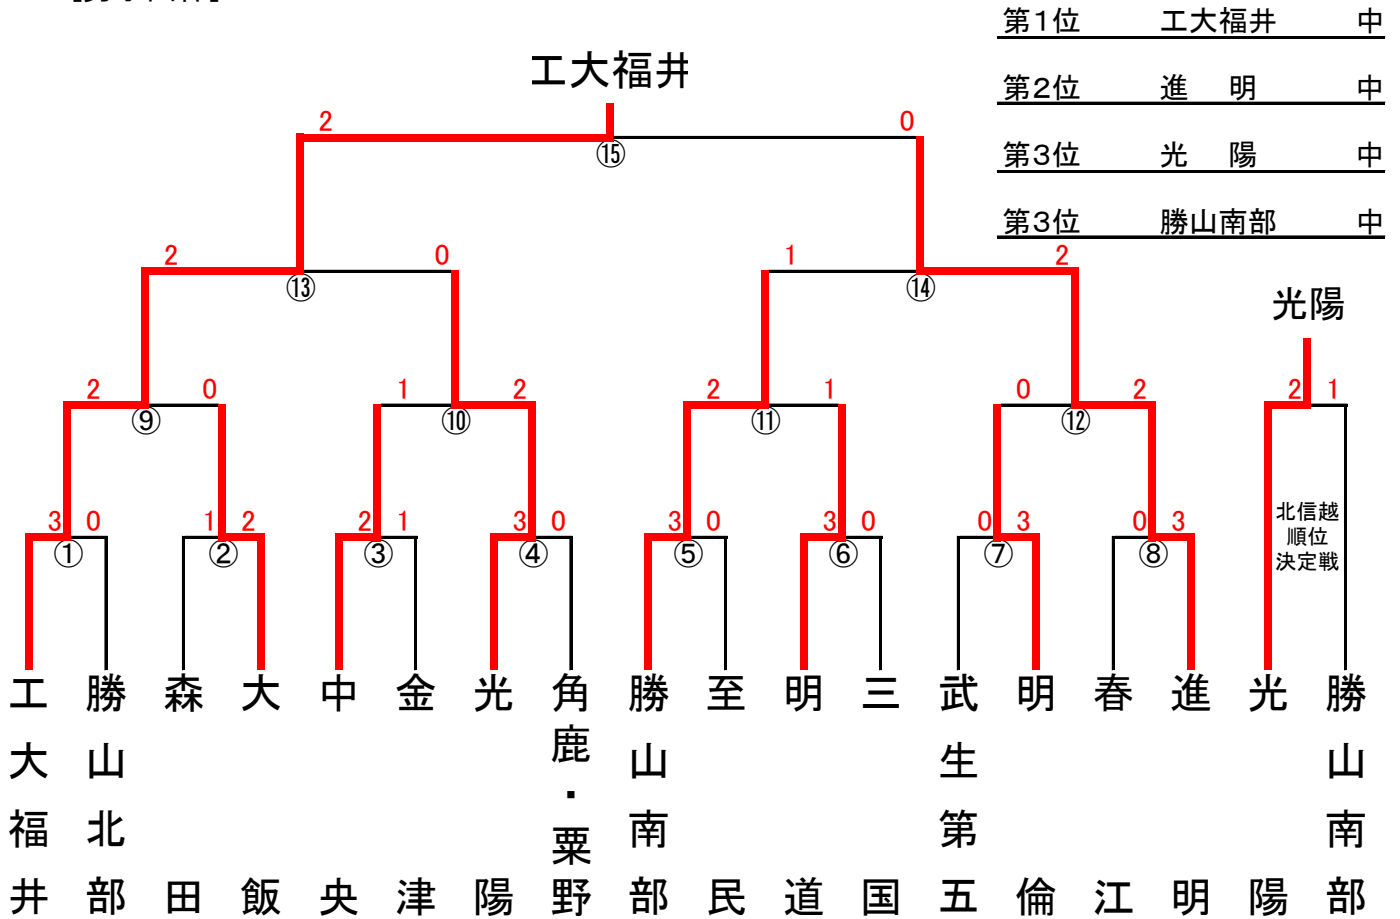 第1位 工大福井 中
工大福井
第2位 進 明 中
2 0
⑮
第3位 光 陽 中
第3位 勝山南部 中
2 0 1 2
⑬ ⑭
光陽
2 0 1 2 2 1 0 2 2 1
⑨ ⑩ ⑪ ⑫
3 0 1 2 2 1 3 0 3 0 3 0 0 3 0 3
① ② ③ ④ ⑤ ⑥ ⑦ ⑧
北信越
順位
決定戦
工大福井
勝山北部
森田
大飯
中央
金津
光陽
角鹿・粟野
勝山南部
至民
明道
三国
武生第五
明倫
春江
進明
光陽
勝山南部